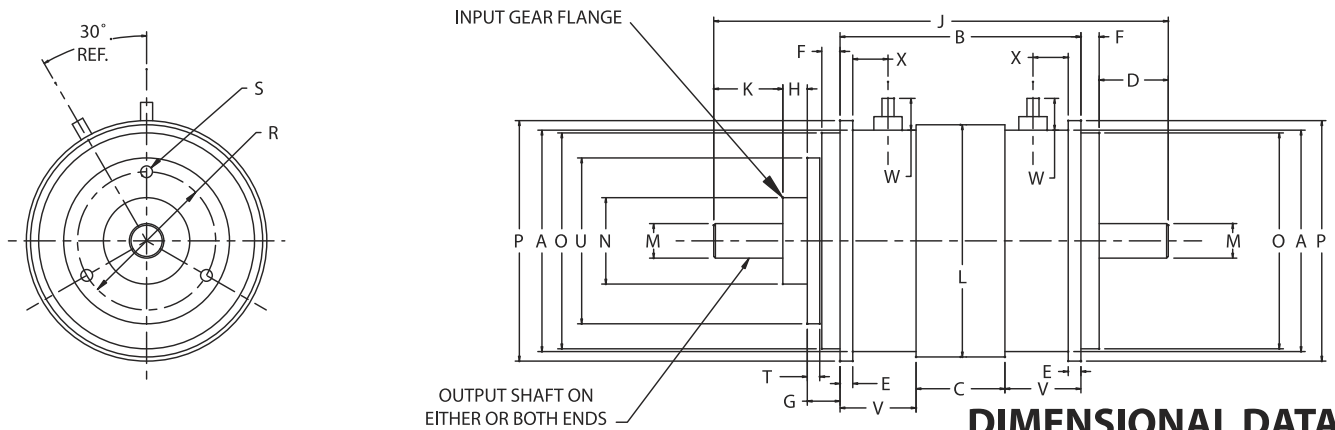 INPUT GEAR FLANGE
J
30°
REF.
B
F
F
X
X
S
K
H
D
R
W
W
P
A
O
U
N
M
L
M
O
A
P
T
E
E
G
V
C
V
OUTPUT SHAFT ON
EITHER OR BOTH ENDS
DIMENSIONAL DATA